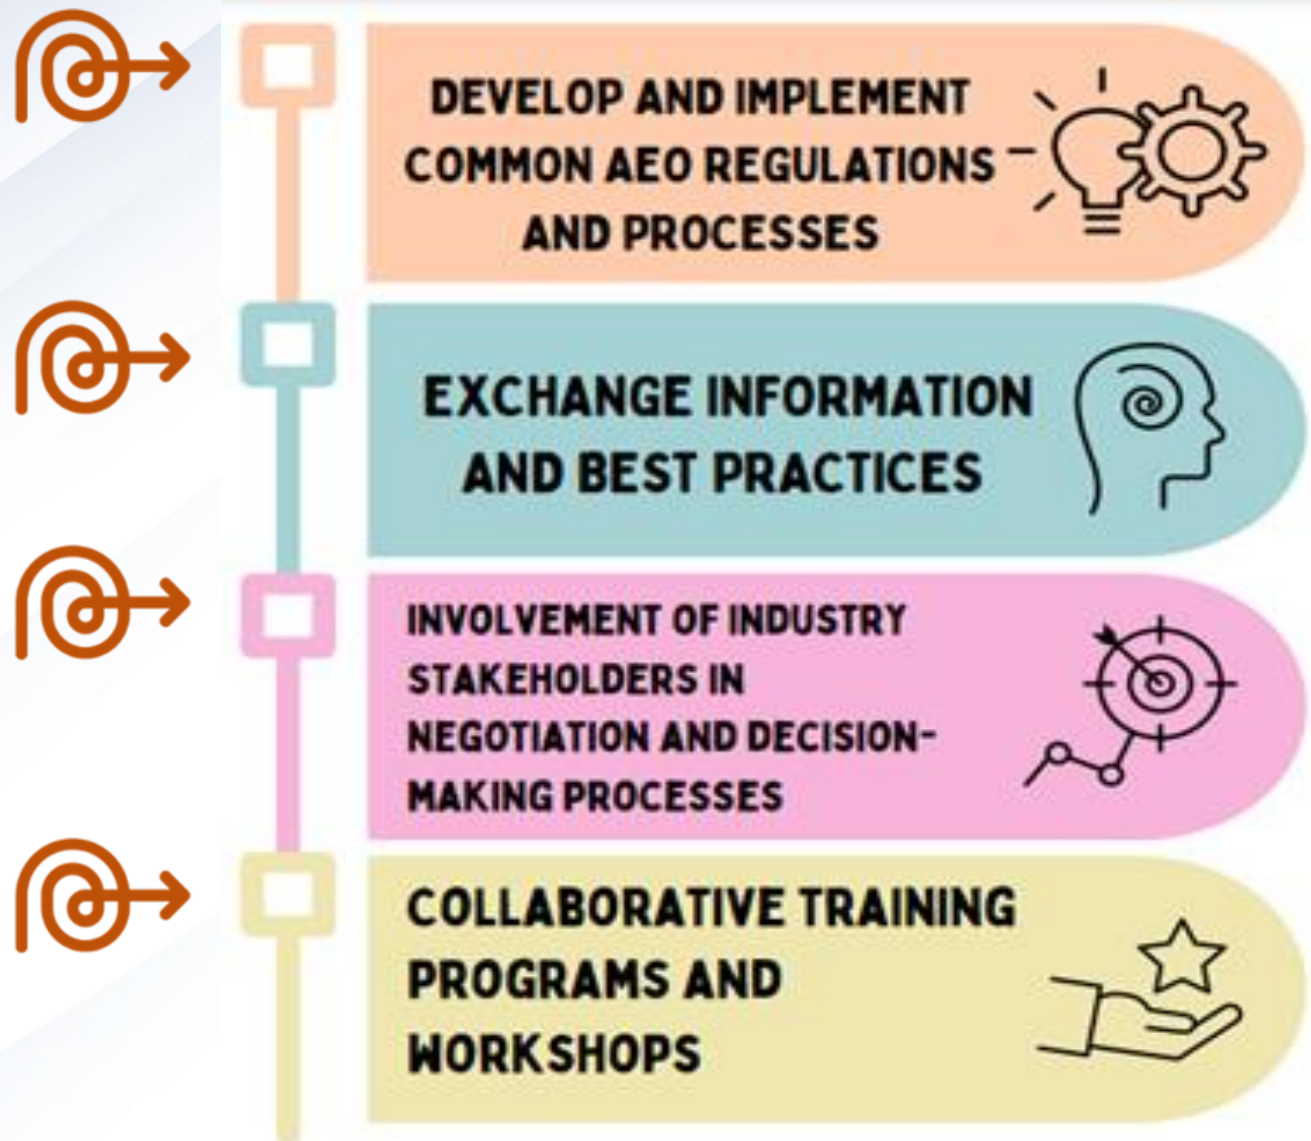 DEVELOP AND IMPLEMENT
COMMON AEO REGULATIONS
AND PROCESSES
EXCHANGE INFORMATION
AND BEST PRACTICES
INVOLVEMENT OF INDUSTRY
STAKEHOLDERS IN
NEGOTIATION AND DECISION-
MAKING PROCESSES
COLLABORATIVE TRAINING
PROGRAMS AND
WORKSHOPS